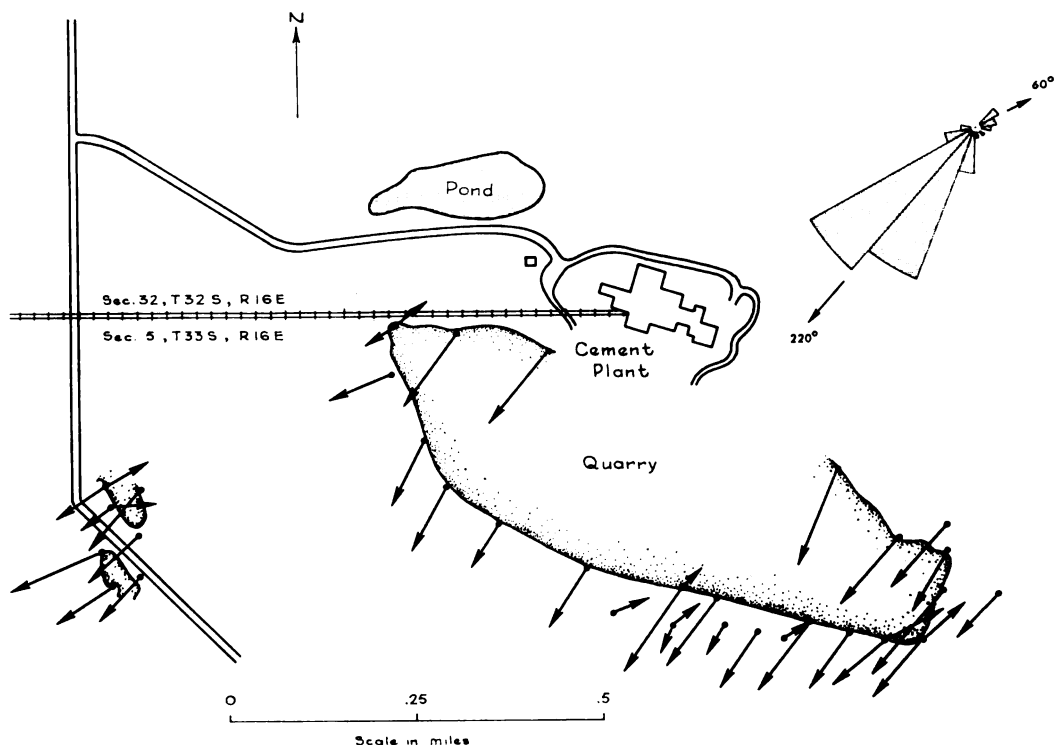 N
60°
Pond
Sec. 32, T32S, R16E
Sec. 5, T33S, R16E
220°
Cement
Plant
Quarry
0 .25 .5
Scale in miles